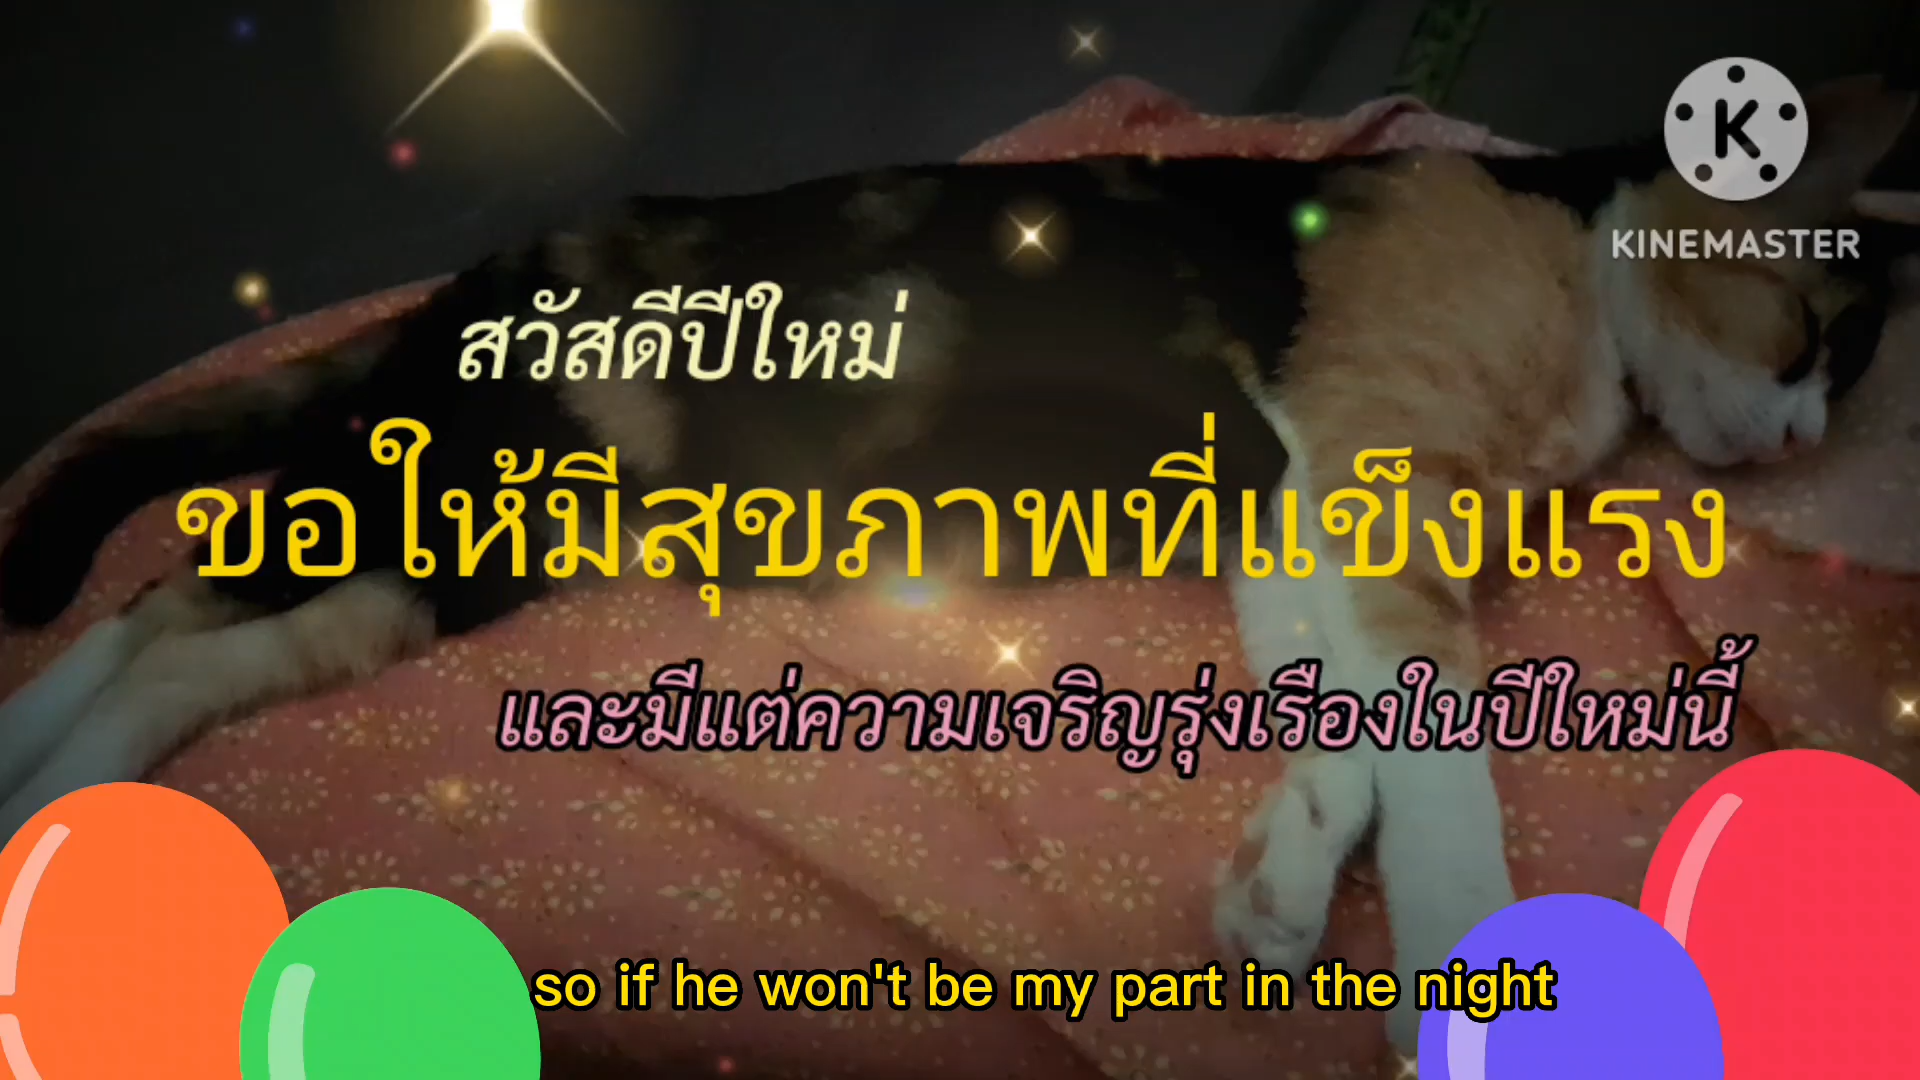 KINEMASTER
สวัสดีปีใหม่
ขอให้มีสุขภาพที่แข็งแรง
และมีแต่ความเจริญรุ่งเรืองในปีใหม่นี้
so if he won't be my part in the night